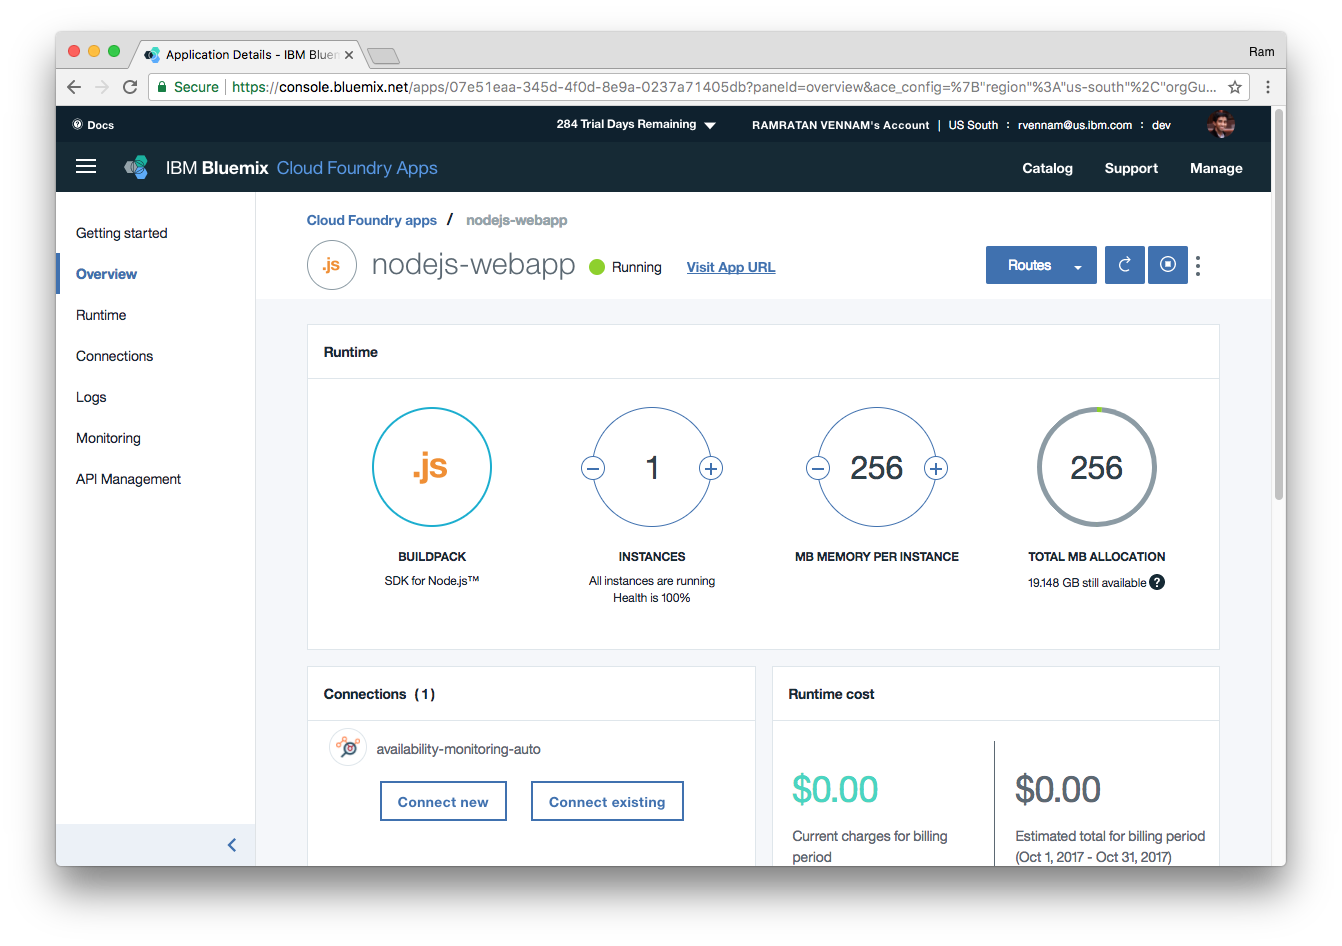 Application Details - IBM Bluem
Ram
Secure https://console.bluemix.net/apps/07e51eaa-345d-4f0d-8e9a-0237a71405db?paneId=overview&ace_config=%7B"region"%3A"us-south"%2C"orgGu...
Docs
284 Trial Days Remaining
RAMRATAN VENNAM's Account | US South : rvennam@us.ibm.com : dev
IBM Bluemix Cloud Foundry Apps
Catalog Support Manage
Getting started
Overview
Runtime
Connections
Logs
Monitoring
API Management
Cloud Foundry apps / nodejs-webapp
.js
nodejs-webapp
Running
Visit App URL
Routes
Runtime
.js
BUILDPACK
SDK for Node.js™
1
INSTANCES
All instances are running
Health is 100%
256
MB MEMORY PER INSTANCE
256
TOTAL MB ALLOCATION
19.148 GB still available ?
Connections (1)
availability-monitoring-auto
Connect new
Connect existing
Runtime cost
$0.00
Current charges for billing
period
$0.00
Estimated total for billing period
(Oct 1, 2017 - Oct 31, 2017)